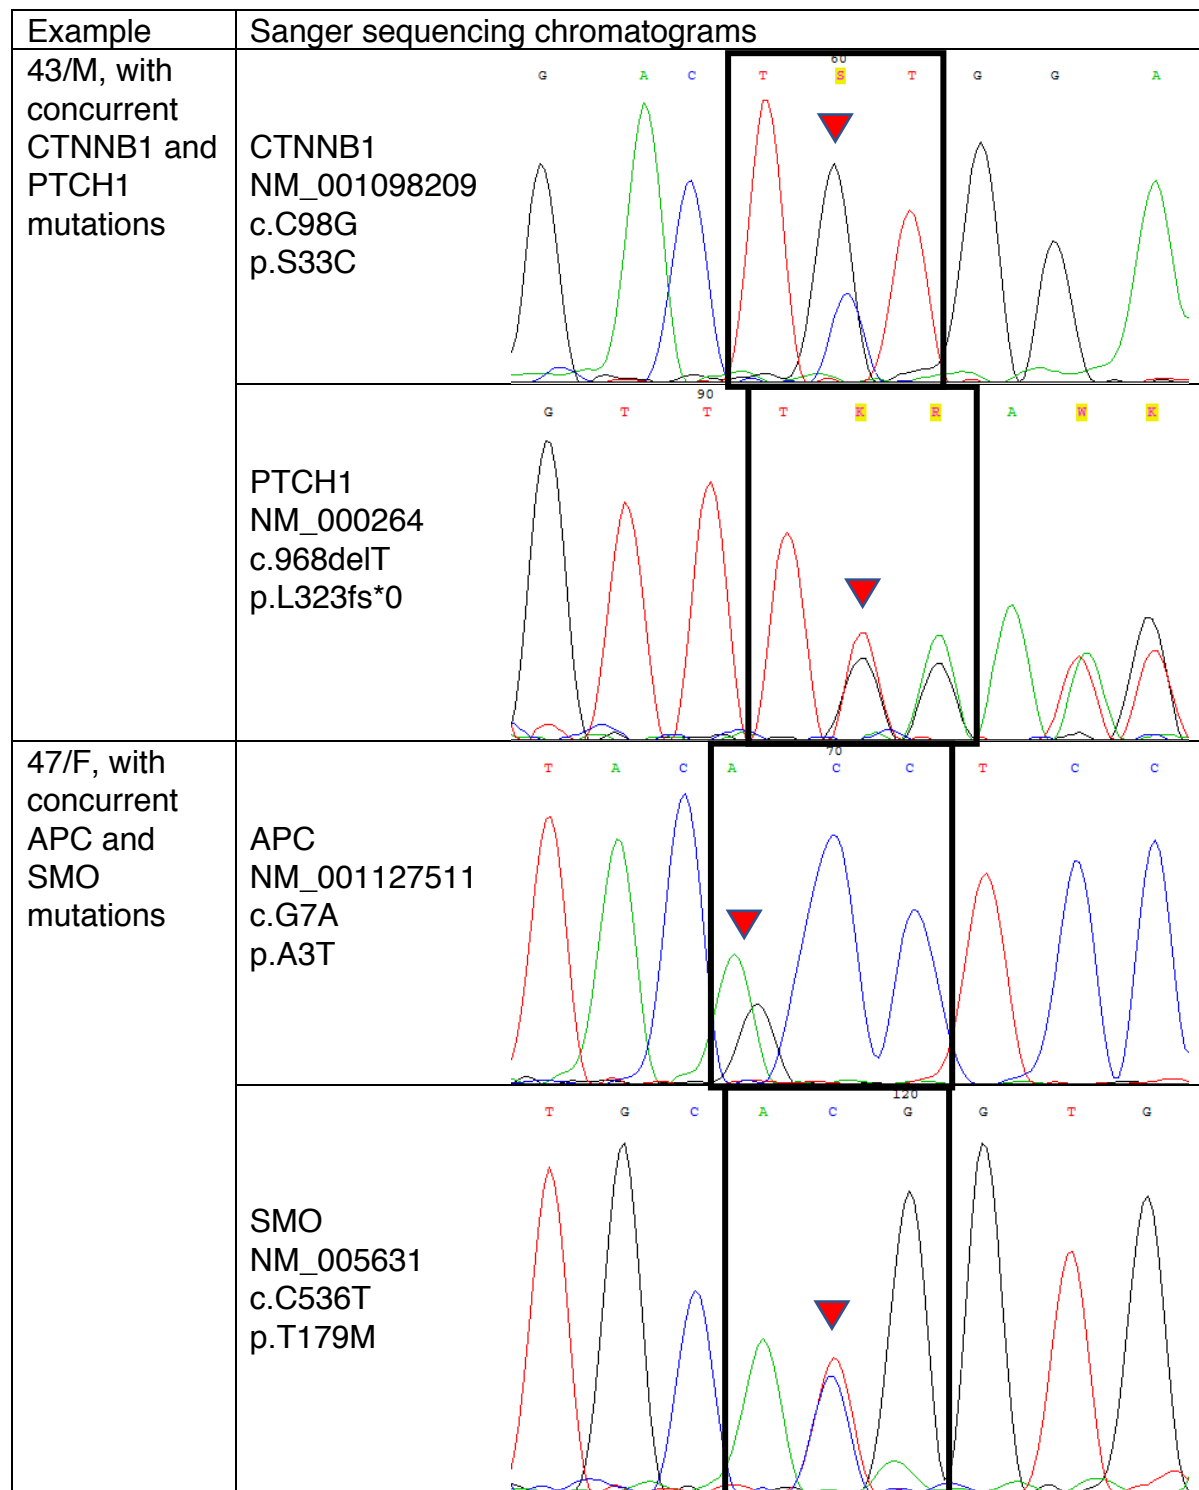 Example
Sanger sequencing chromatograms
43/M, with
concurrent
CTNNB1 and
PTCH1
mutations
CTNNB1
NM_001098209
c.C98G
p.S33C
60
G A C T S T G G A
PTCH1
NM_000264
c.968delT
p.L323fs*0
90
G T T T K R A W K
47/F, with
concurrent
APC and
SMO
mutations
APC
NM_001127511
c.G7A
p.A3T
70
T A C A C C T C C
SMO
NM_005631
c.C536T
p.T179M
120
T G C A C G G T G